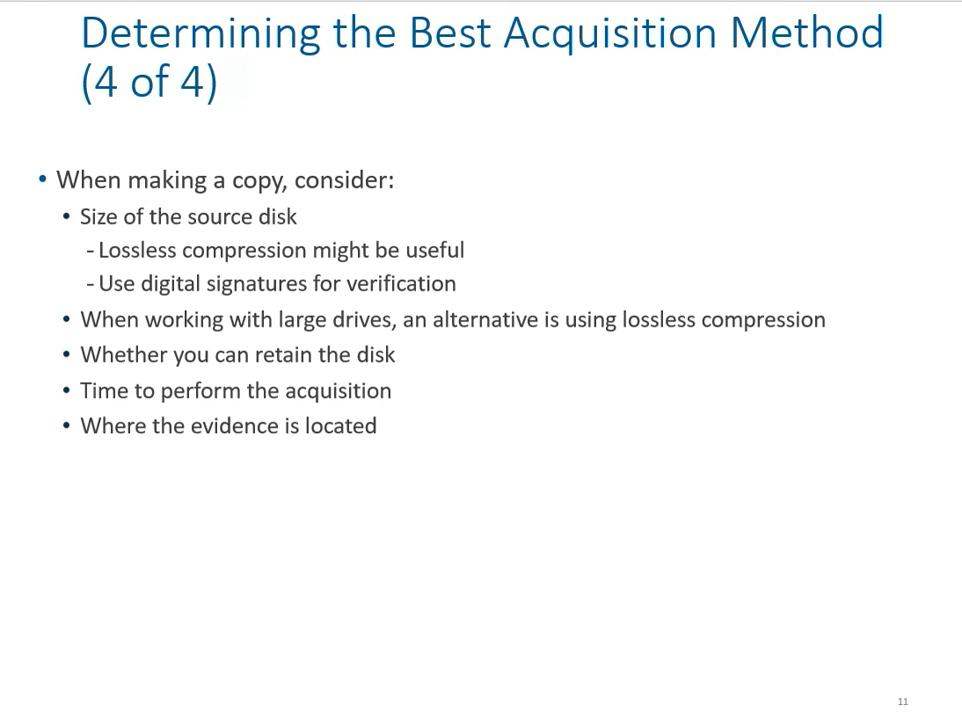 Determining the Best Acquisition Method
(4 of 4)
• When making a copy, consider:
• Size of the source disk
- Lossless compression might be useful
- Use digital signatures for verification
• When working with large drives, an alternative is using lossless compression
• Whether you can retain the disk
• Time to perform the acquisition
• Where the evidence is located
11